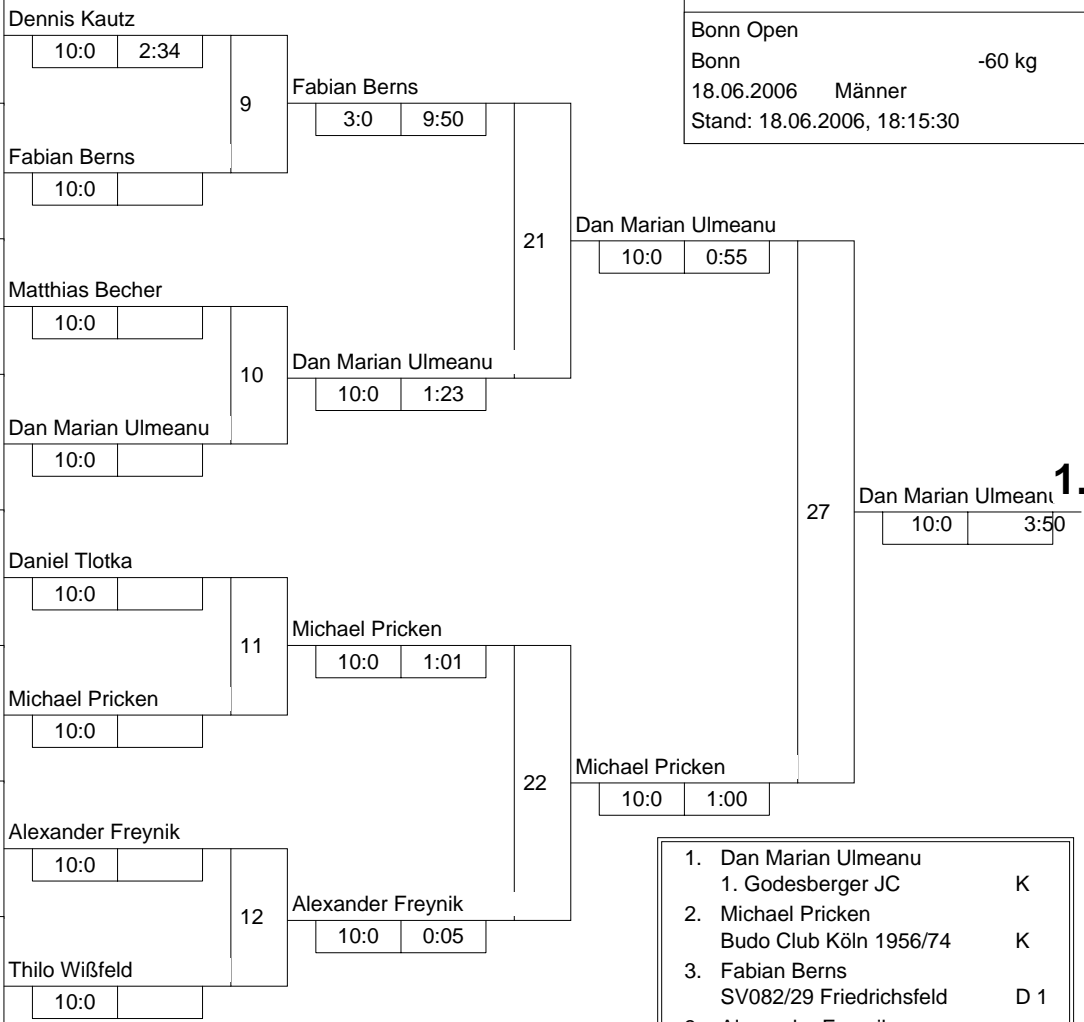 Dennis Kautz
10:0 2:34
9
Fabian Berns
10:0
Fabian Berns
3:0 9:50
Bonn Open
Bonn -60 kg
18.06.2006 Männer
Stand: 18.06.2006, 18:15:30
21
Dan Marian Ulmeanu
10:0 0:55
Matthias Becher
10:0
10
Dan Marian Ulmeanu
10:0
Dan Marian Ulmeanu
10:0 1:23
27
Dan Marian Ulmeanu 1.
10:0 3:50
Daniel Tlotka
10:0
11
Michael Pricken
10:0
Michael Pricken
10:0 1:01
22
Michael Pricken
10:0 1:00
Alexander Freynik
10:0
12
Thilo Wißfeld
10:0
Alexander Freynik
10:0 0:05
1. Dan Marian Ulmeanu
1. Godesberger JC K
2. Michael Pricken
Budo Club Köln 1956/74 K
3. Fabian Berns
SV082/29 Friedrichsfeld D 1